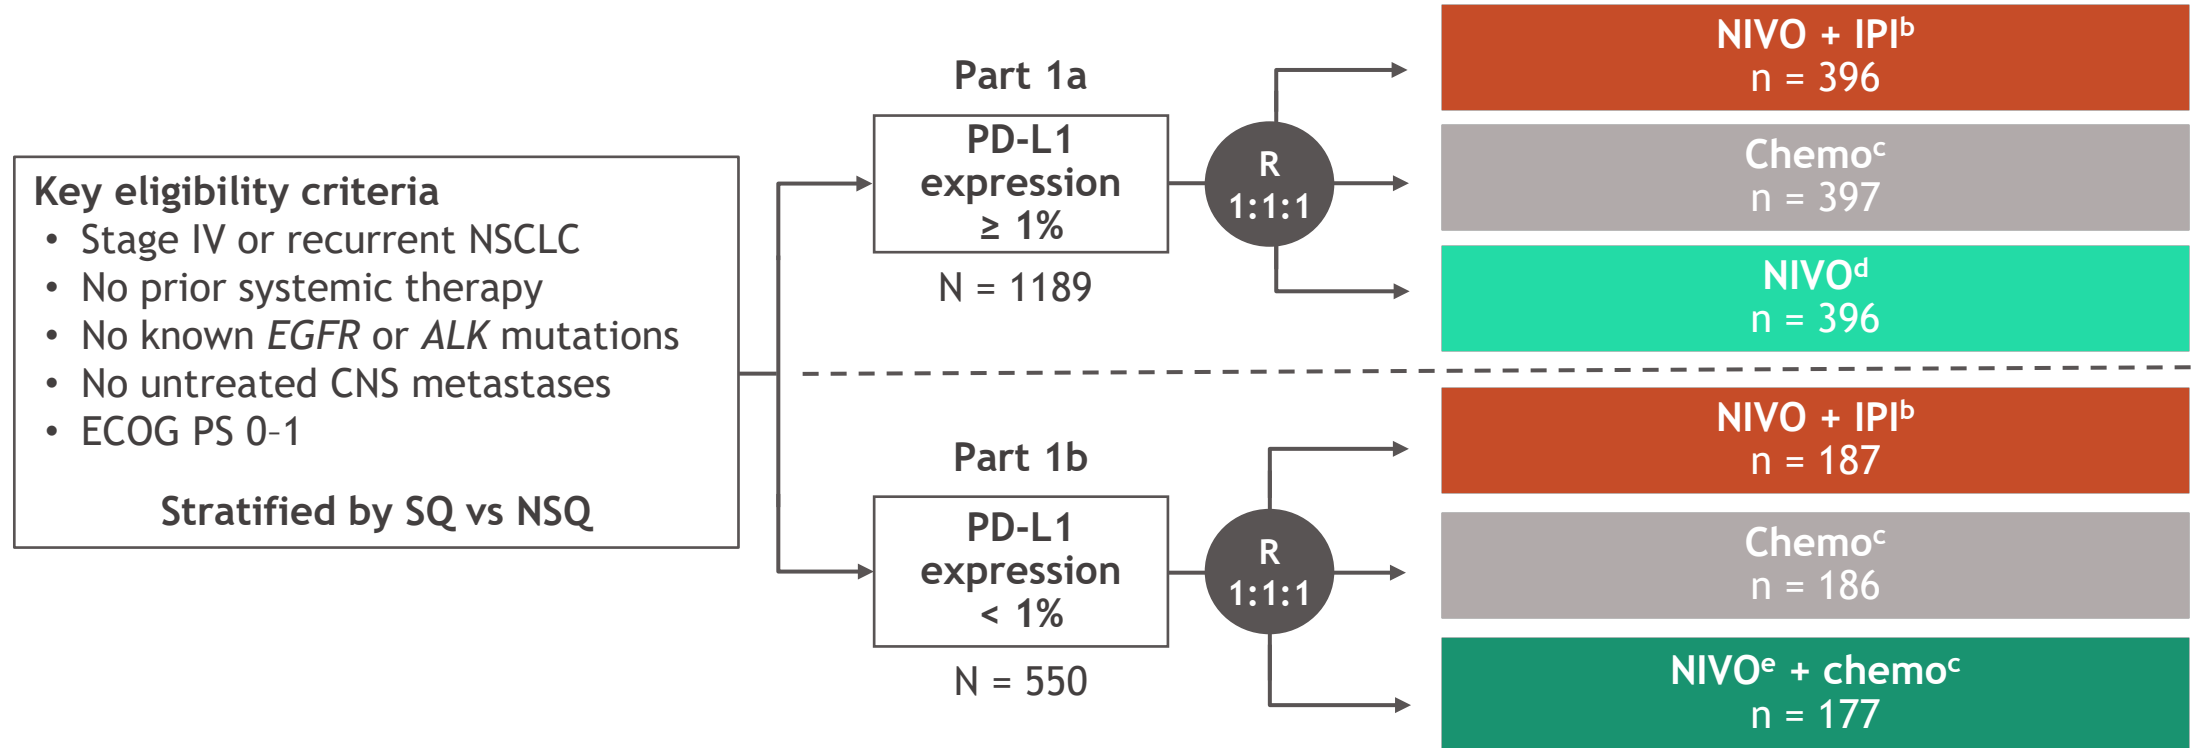 Key eligibility criteria
• Stage IV or recurrent NSCLC
• No prior systemic therapy
• No known EGFR or ALK mutations
• No untreated CNS metastases
• ECOG PS 0–1
Stratified by SQ vs NSQ
Part 1a
PD-L1
expression
≥ 1%
N = 1189
R
1:1:1
NIVO + IPIᵇ
n = 396
Chemoᶜ
n = 397
NIVOᵈ
n = 396
Part 1b
PD-L1
expression
< 1%
N = 550
R
1:1:1
NIVO + IPIᵇ
n = 187
Chemoᶜ
n = 186
NIVOᵉ + chemoᶜ
n = 177